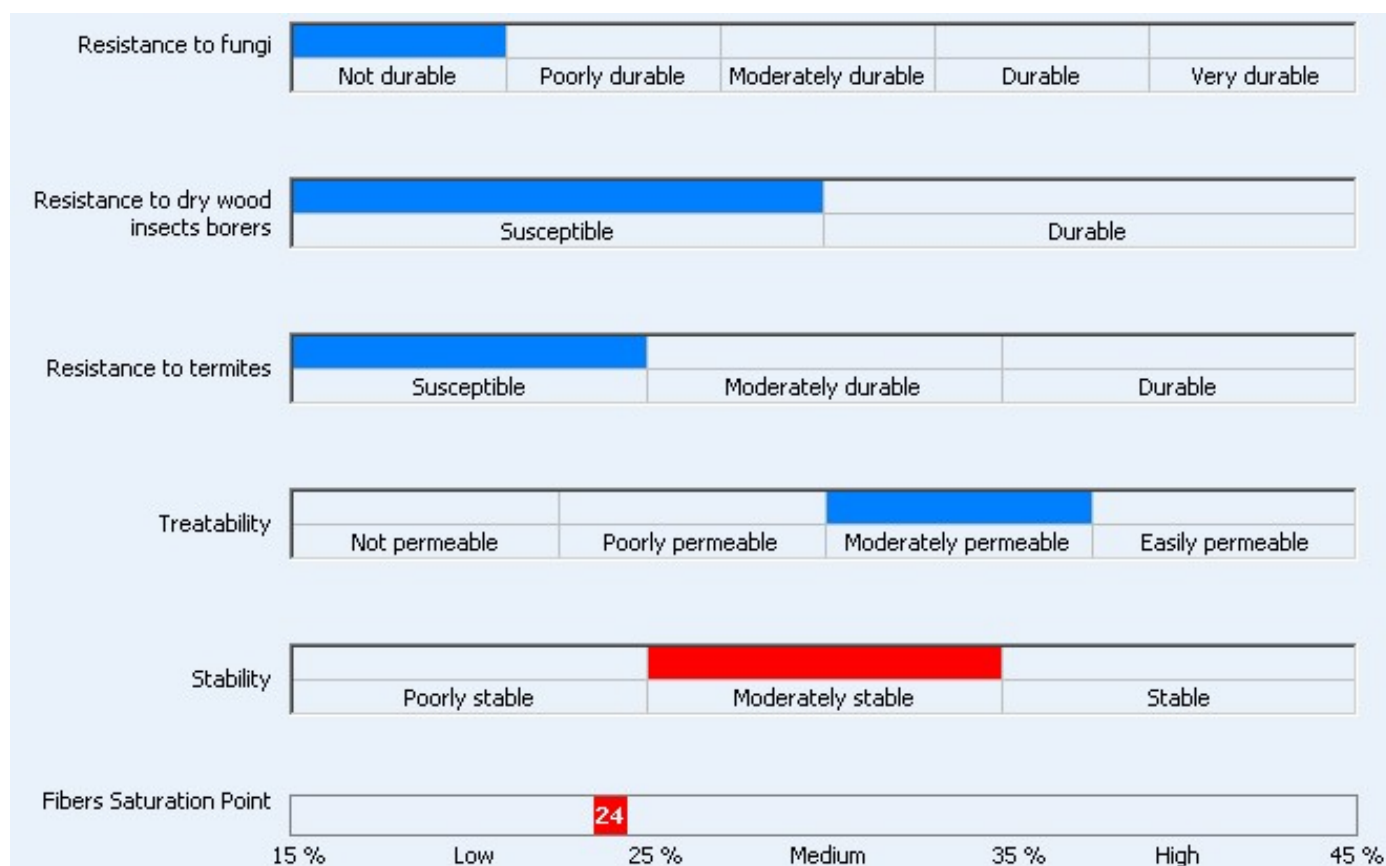 Resistance to fungi
Not durable Poorly durable Moderately durable Durable Very durable
Resistance to dry wood
insects borers
Susceptible Durable
Resistance to termites
Susceptible Moderately durable Durable
Treatability
Not permeable Poorly permeable Moderately permeable Easily permeable
Stability
Poorly stable Moderately stable Stable
Fibers Saturation Point
24
15 % Low 25 % Medium 35 % High 45 %